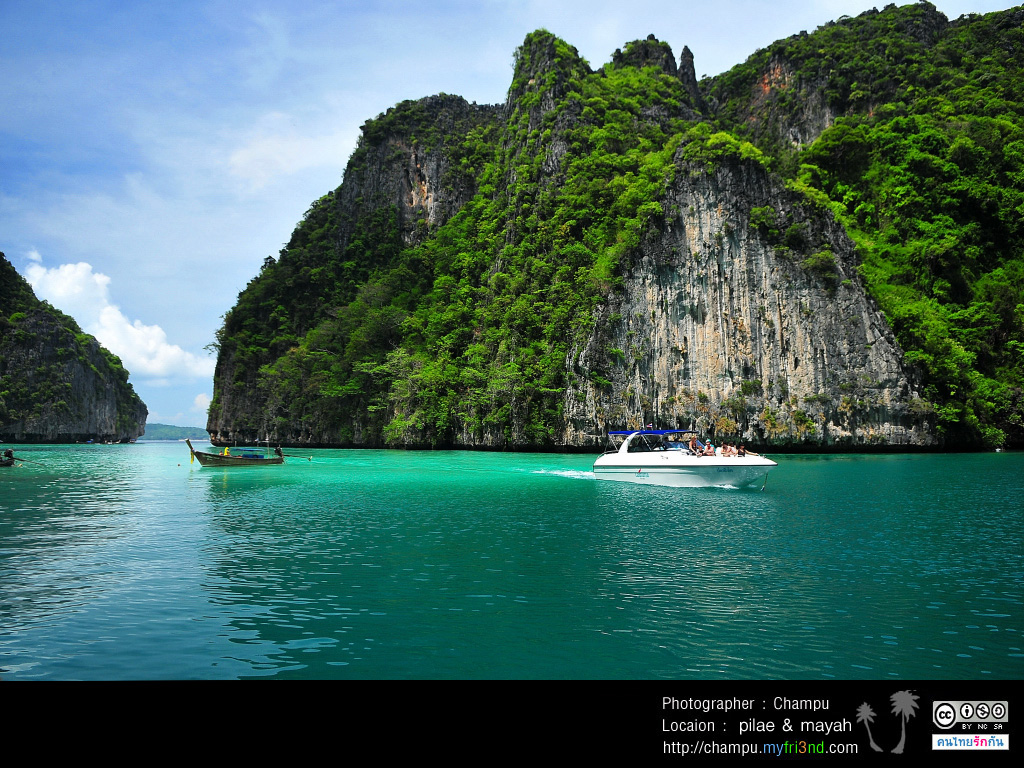 Photographer : Champu
Locaion : pilae & mayah
http://champu.myfri3nd.com
cc
BY NC SA
คนไทยรักกัน